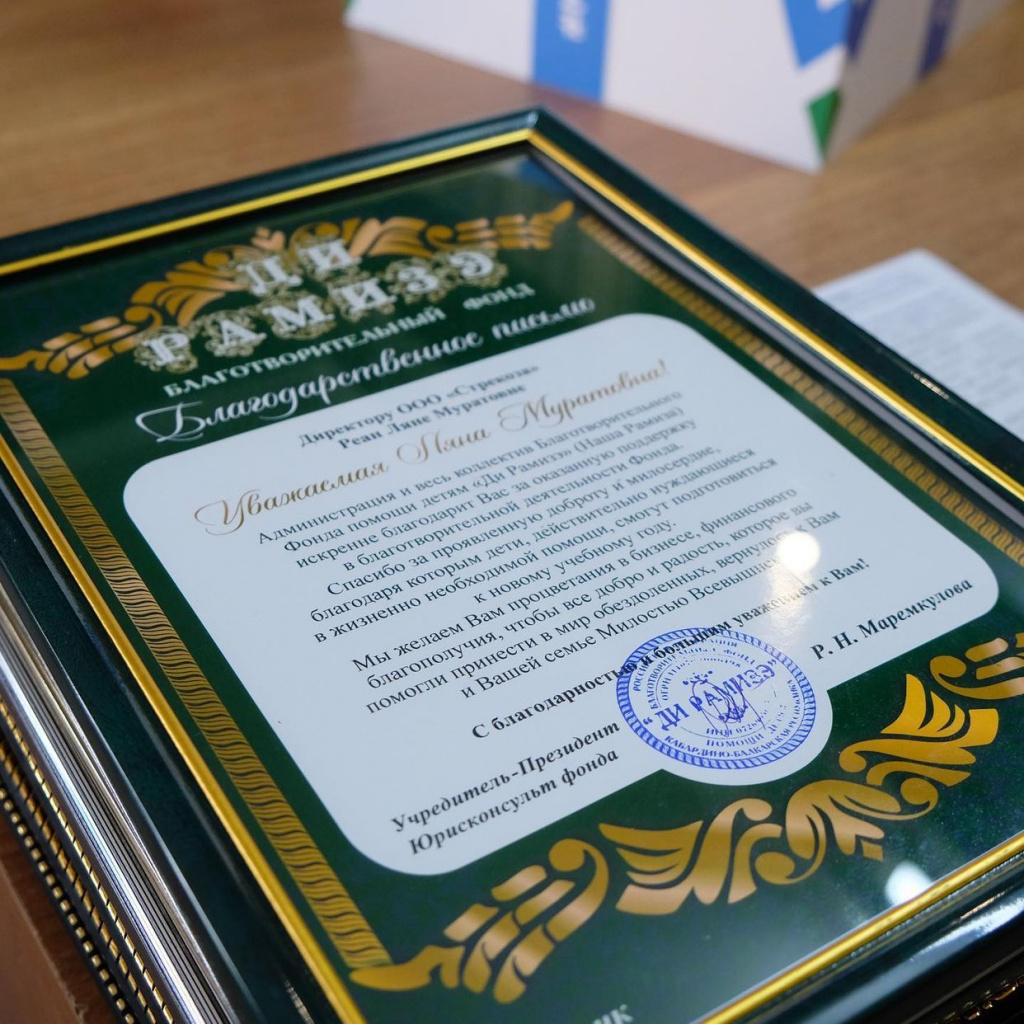 ДИ
РАМИЗЭ
БЛАГОТВОРИТЕЛЬНЫЙ ФОНД
Благодарственное письмо
Директору ООО «Стрекоза»
Реан Ляне Муратовне
Уважаемая Ляна Муратовна!
Администрация и весь коллектив Благотворительного
Фонда помощи детям «Ди Рамизэ» (Наша Рамизэ)
искренне благодарит Вас за оказанную поддержку
в благотворительной деятельности Фонда.
Спасибо за проявленную доброту и милосердие,
благодаря которым дети, действительно нуждающиеся
в жизненно необходимой помощи, смогут подготовиться
к новому учебному году.
Мы желаем Вам процветания в бизнесе, финансового
благополучия, чтобы все добро и радость, которое вы
помогли принести в мир обездоленных, вернулось к Вам
и Вашей семье Милостью Всевышнего
С благодарностью и большим уважением к Вам!
Учредитель-Президент
Юрисконсульт фонда
Р. Н. Маремкулова
"ДИ РАМИЗЭ"
ПОМОЩИ
КАБАРДИНО-БАЛКАРСКАЯ